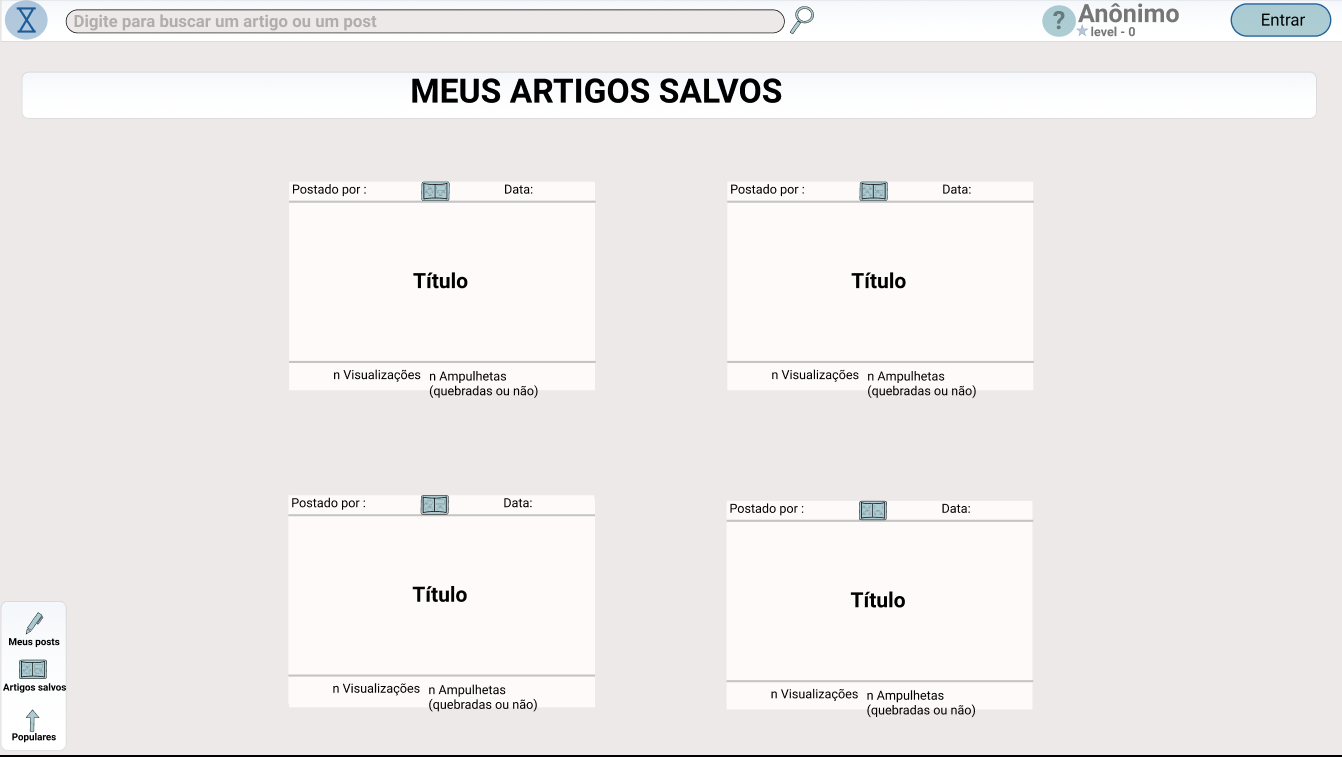 Digite para buscar um artigo ou um post
?
Anônimo
level - 0
Entrar
MEUS ARTIGOS SALVOS
Postado por :
Data:
Título
n Visualizações
n Ampulhetas
(quebradas ou não)
Postado por :
Data:
Título
n Visualizações
n Ampulhetas
(quebradas ou não)
Postado por :
Data:
Título
n Visualizações
n Ampulhetas
(quebradas ou não)
Postado por :
Data:
Título
n Visualizações
n Ampulhetas
(quebradas ou não)
Meus posts
Artigos salvos
Populares